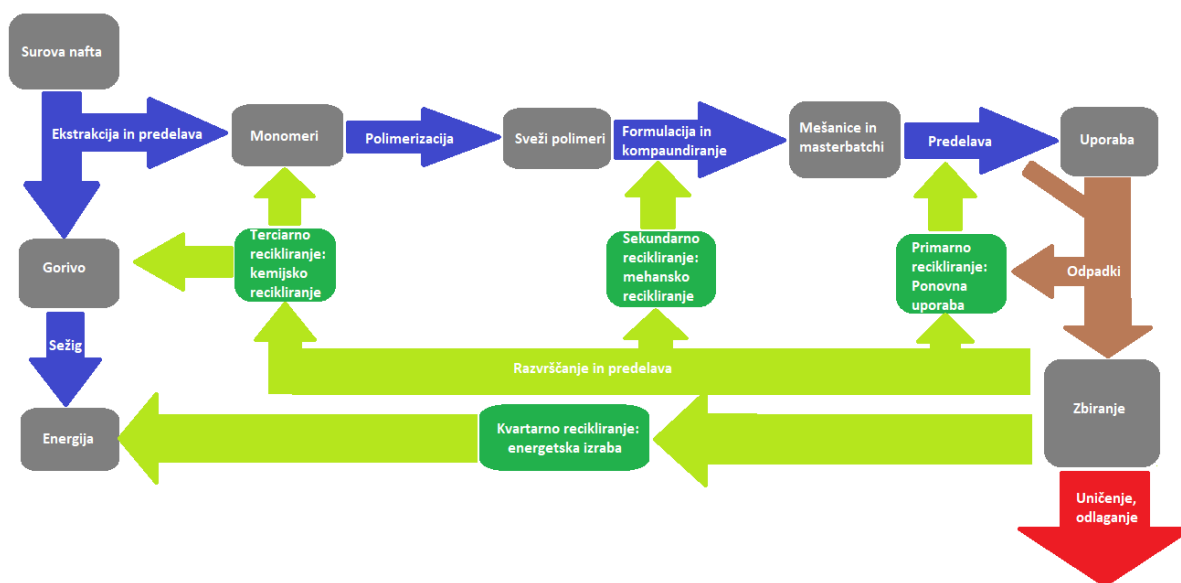 Surova nafta
Ekstrakcija in predelava
Monomeri
Polimerizacija
Sveži polimeri
Formulacija in
kompaundiranje
Mešanice in
masterbatchi
Predelava
Uporaba
Gorivo
Terciarno
recikliranje:
kemijsko
recikliranje
Sekundarno
recikliranje:
mehansko
recikliranje
Primarno
recikliranje:
Ponovna
uporaba
Odpadki
Sežig
Razvrščanje in predelava
Zbiranje
Energija
Kvartarno recikliranje:
energetska izraba
Uničenje,
odlaganje